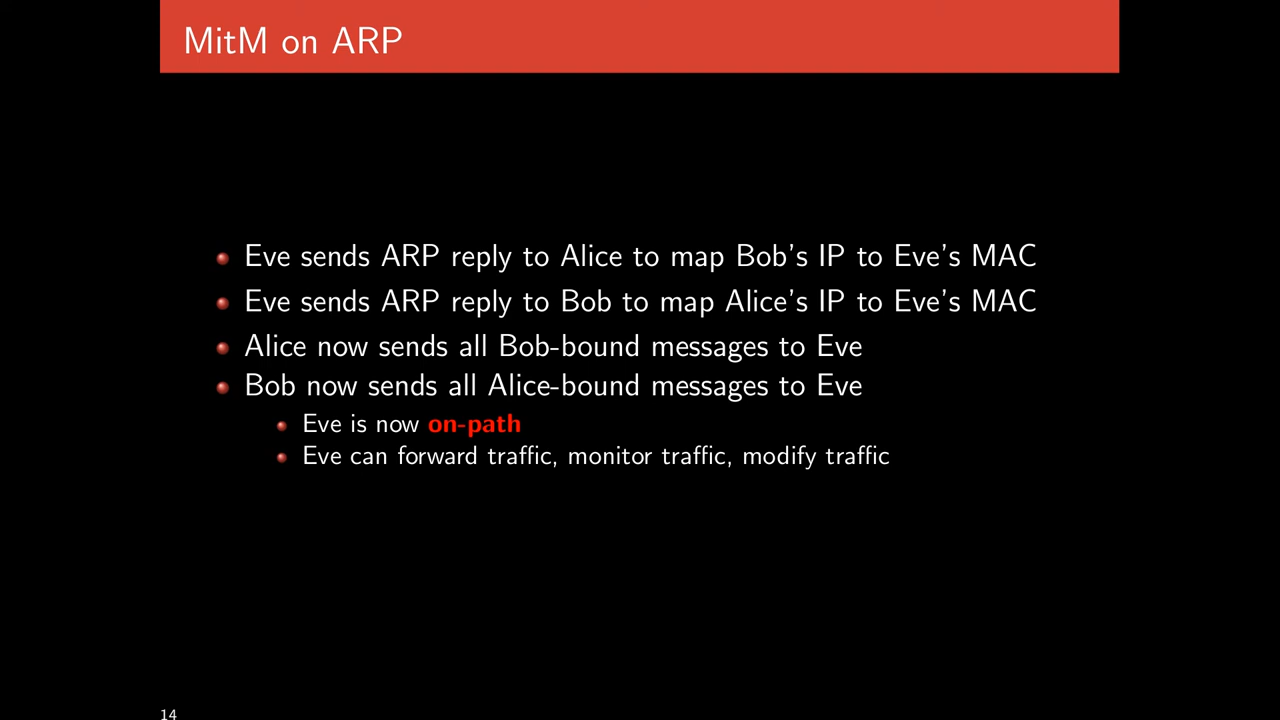 MitM on ARP
Eve sends ARP reply to Alice to map Bob's IP to Eve's MAC
Eve sends ARP reply to Bob to map Alice's IP to Eve's MAC
Alice now sends all Bob-bound messages to Eve
Bob now sends all Alice-bound messages to Eve
Eve is now on-path
Eve can forward traffic, monitor traffic, modify traffic
14